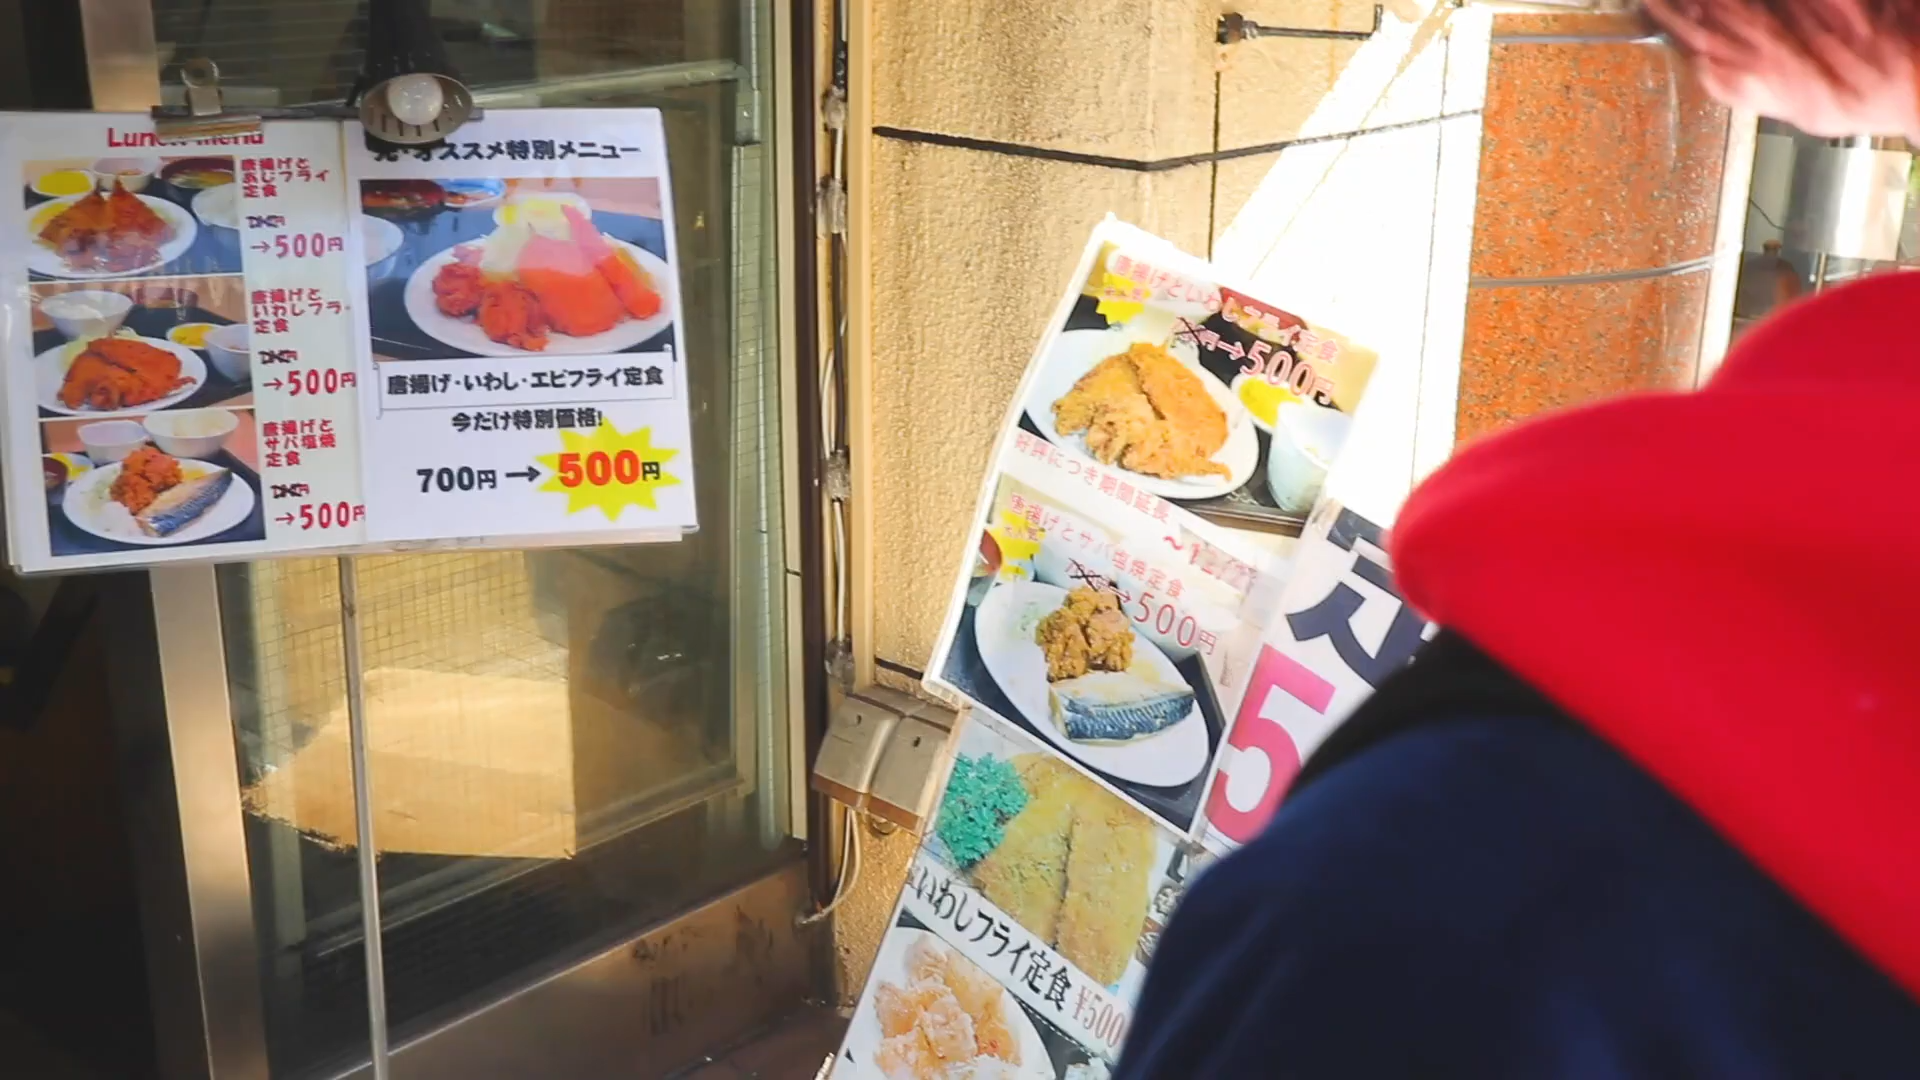 Lunch menu
唐揚げと
あじフライ
定食
→500円
唐揚げと
いわしフライ
定食
→500円
唐揚げと
サバ塩焼
定食
→500円
オススメ特別メニュー
唐揚げ・いわし・エビフライ定食
今だけ特別価格!
700円→500円
唐揚げといわしフライ定食
→500円
好評につき期間延長
唐揚げとサバ塩焼定食
→500円
定
5
いわしフライ定食 ¥500